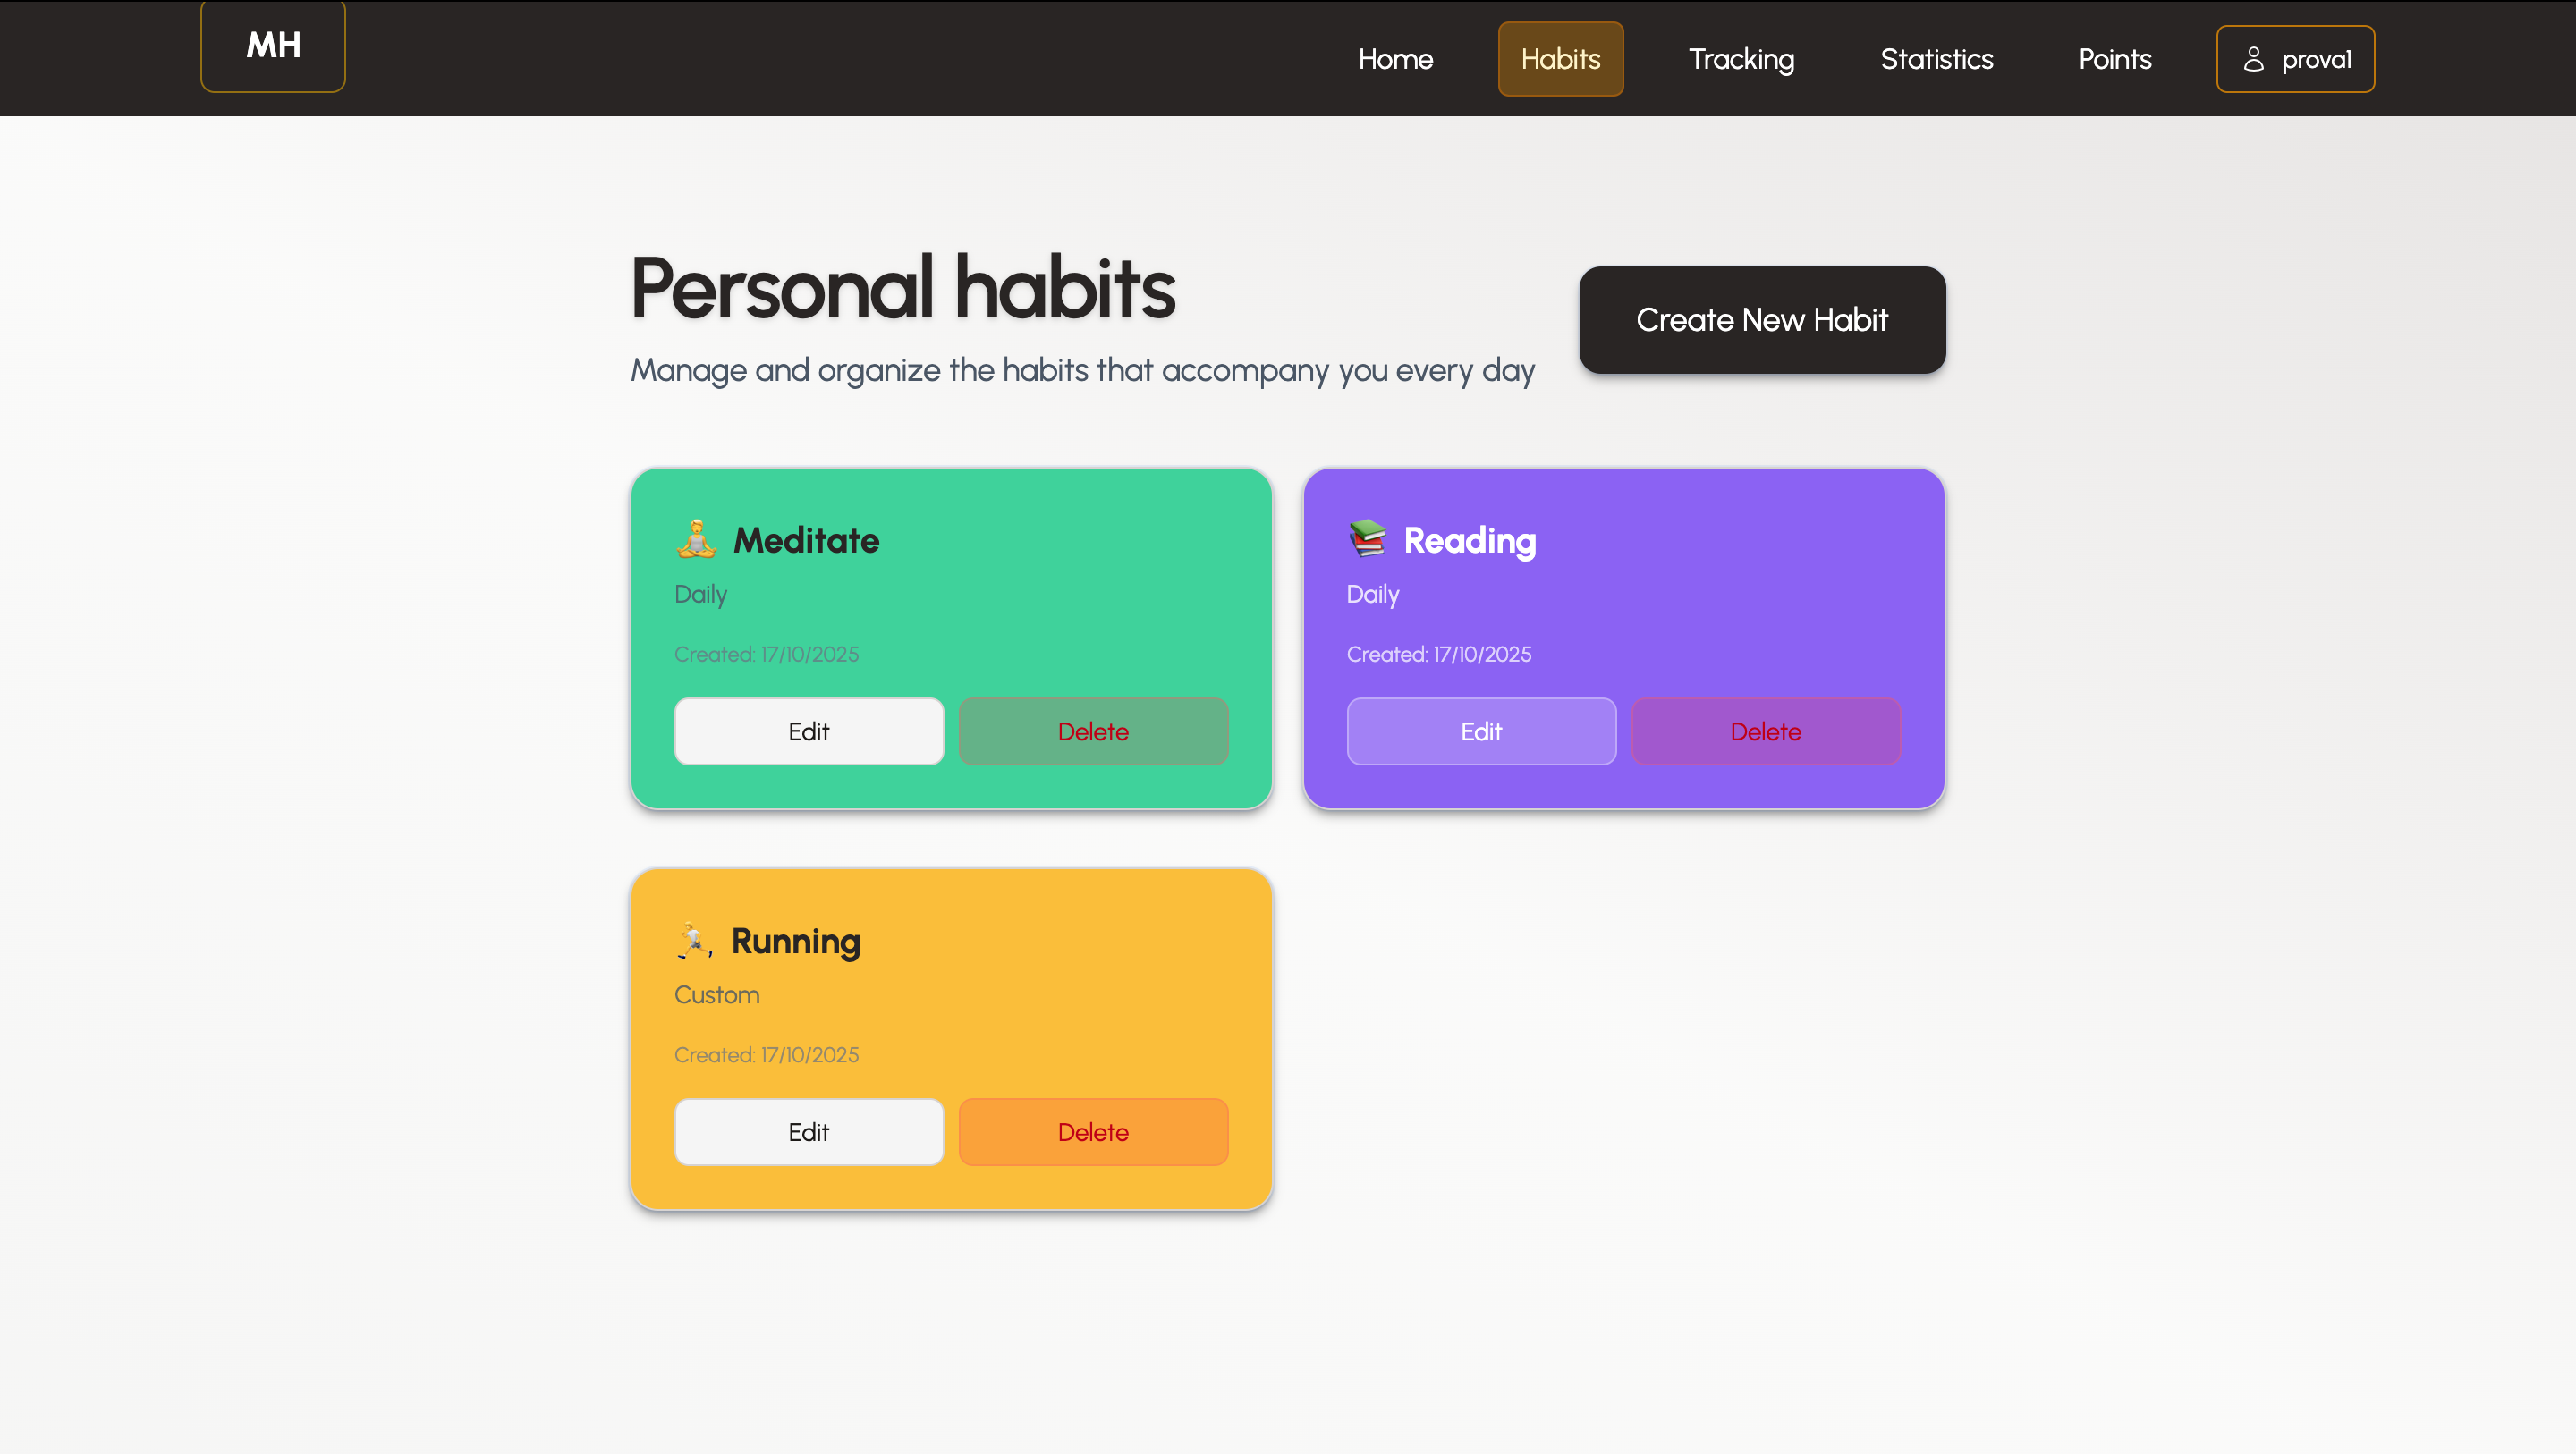 MH
Home Habits Tracking Statistics Points prova1
Personal habits
Manage and organize the habits that accompany you every day
Create New Habit
Meditate
Daily
Created: 17/10/2025
Edit Delete
Reading
Daily
Created: 17/10/2025
Edit Delete
Running
Custom
Created: 17/10/2025
Edit Delete